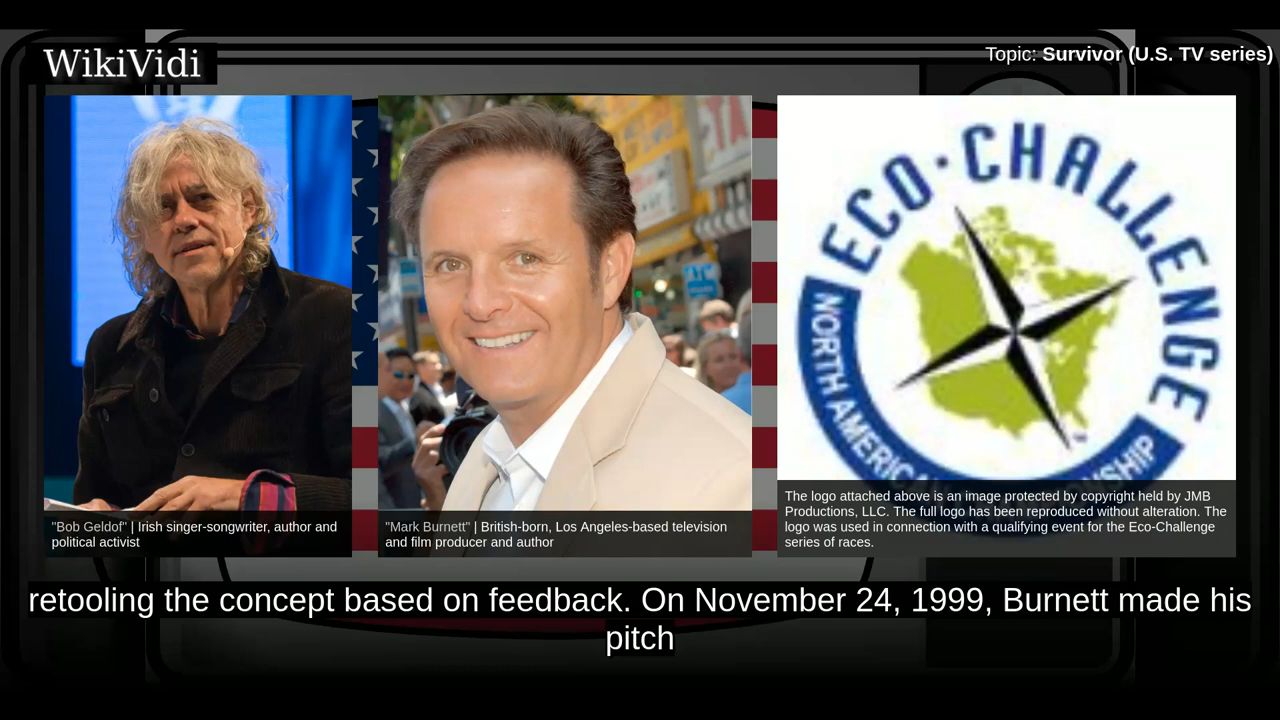 WikiVidi
Topic: Survivor (U.S. TV series)
ECO·CHALLENGE
NORTH AMERICA
SHIP
"Bob Geldof" | Irish singer-songwriter, author and
political activist
"Mark Burnett" | British-born, Los Angeles-based television
and film producer and author
The logo attached above is an image protected by copyright held by JMB
Productions, LLC. The full logo has been reproduced without alteration. The
logo was used in connection with a qualifying event for the Eco-Challenge
series of races.
retooling the concept based on feedback. On November 24, 1999, Burnett made his
pitch